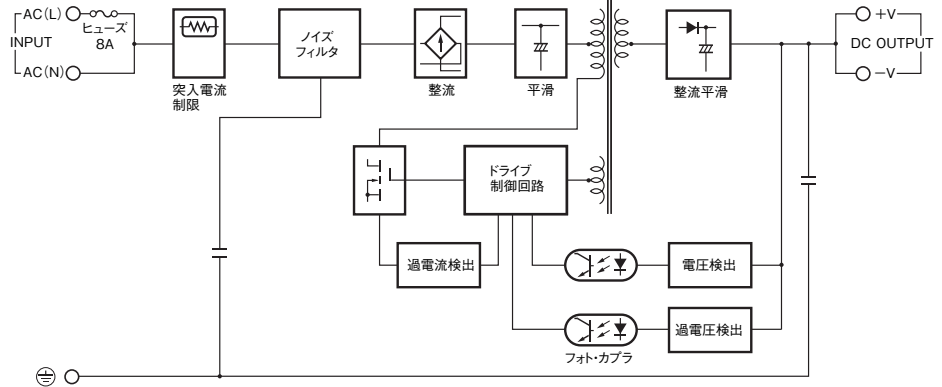 AC(L)
ヒューズ
8A
INPUT
AC(N)
突入電流
制限
ノイズ
フィルタ
整流
平滑
整流平滑
+V
DC OUTPUT
−V
ドライブ
制御回路
過電流検出
電圧検出
過電圧検出
フォト・カプラ